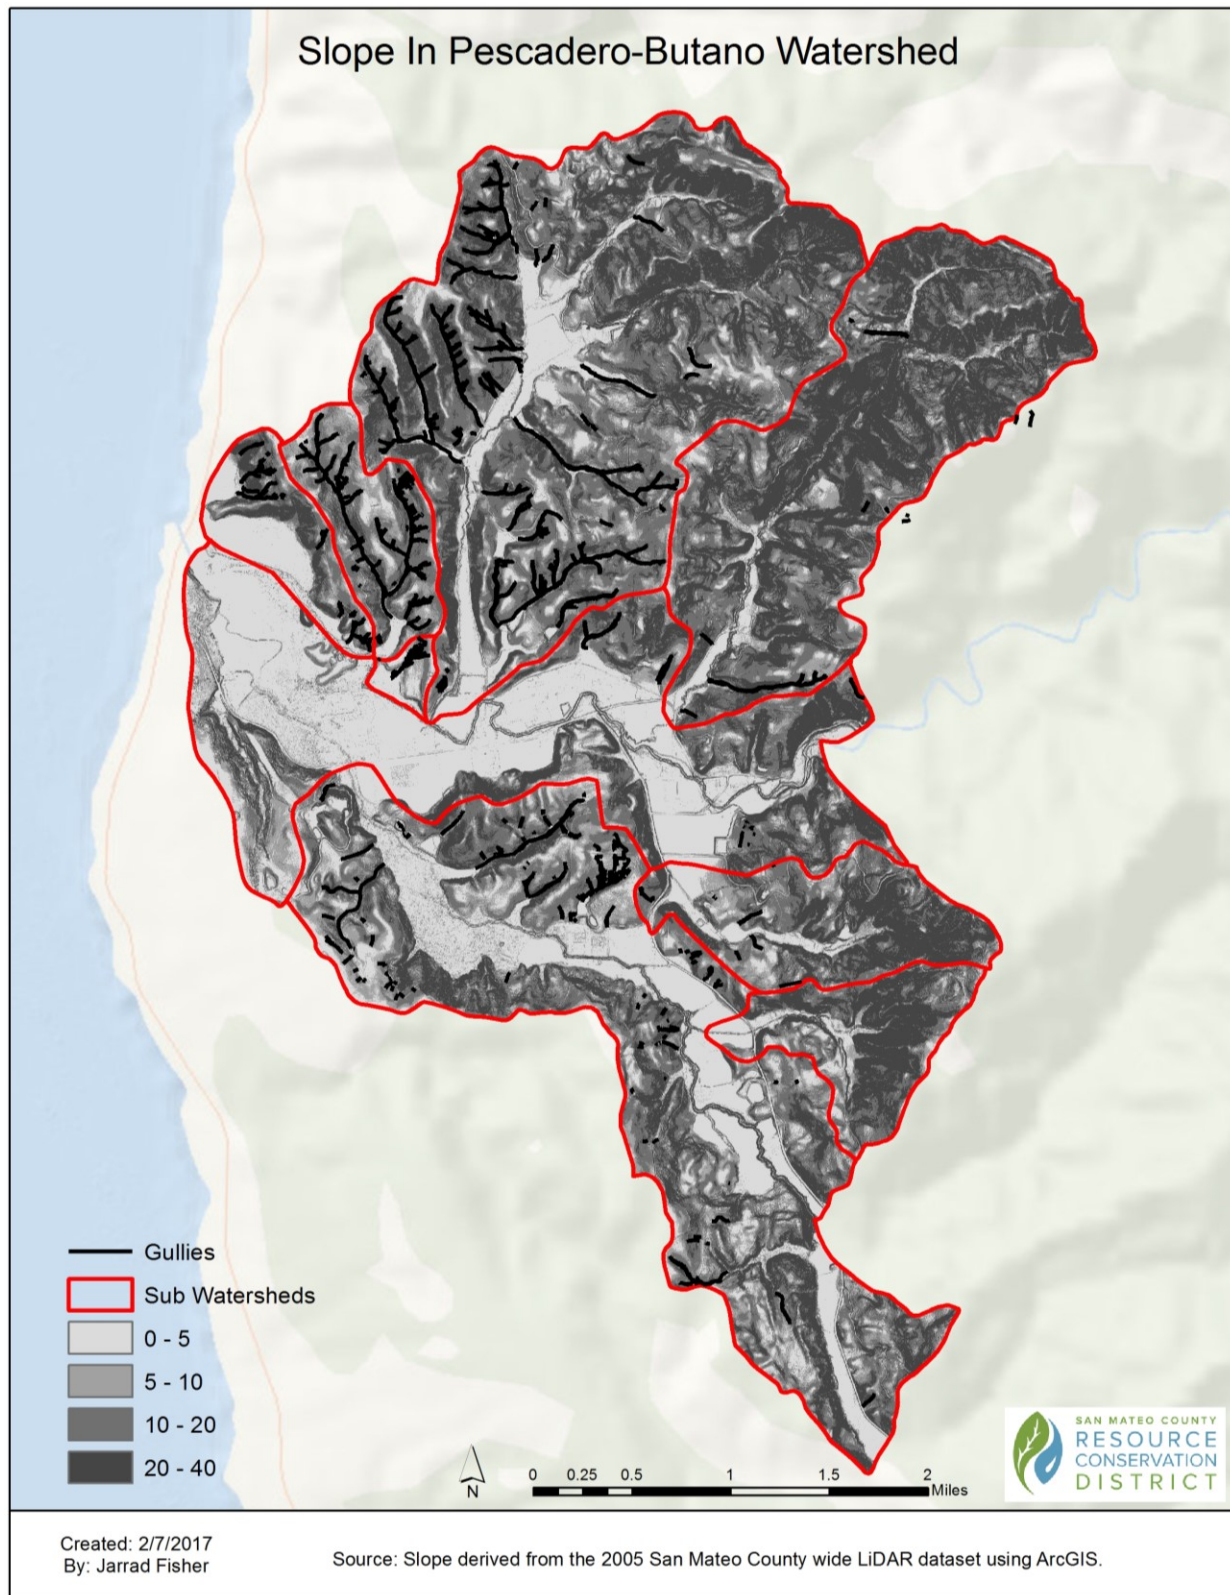 Slope In Pescadero-Butano Watershed
Gullies
Sub Watersheds
0 - 5
5 - 10
10 - 20
20 - 40
N
0 0.25 0.5 1 1.5 2
Miles
SAN MATEO COUNTY
RESOURCE
CONSERVATION
DISTRICT
Created: 2/7/2017
By: Jarrad Fisher
Source: Slope derived from the 2005 San Mateo County wide LiDAR dataset using ArcGIS.